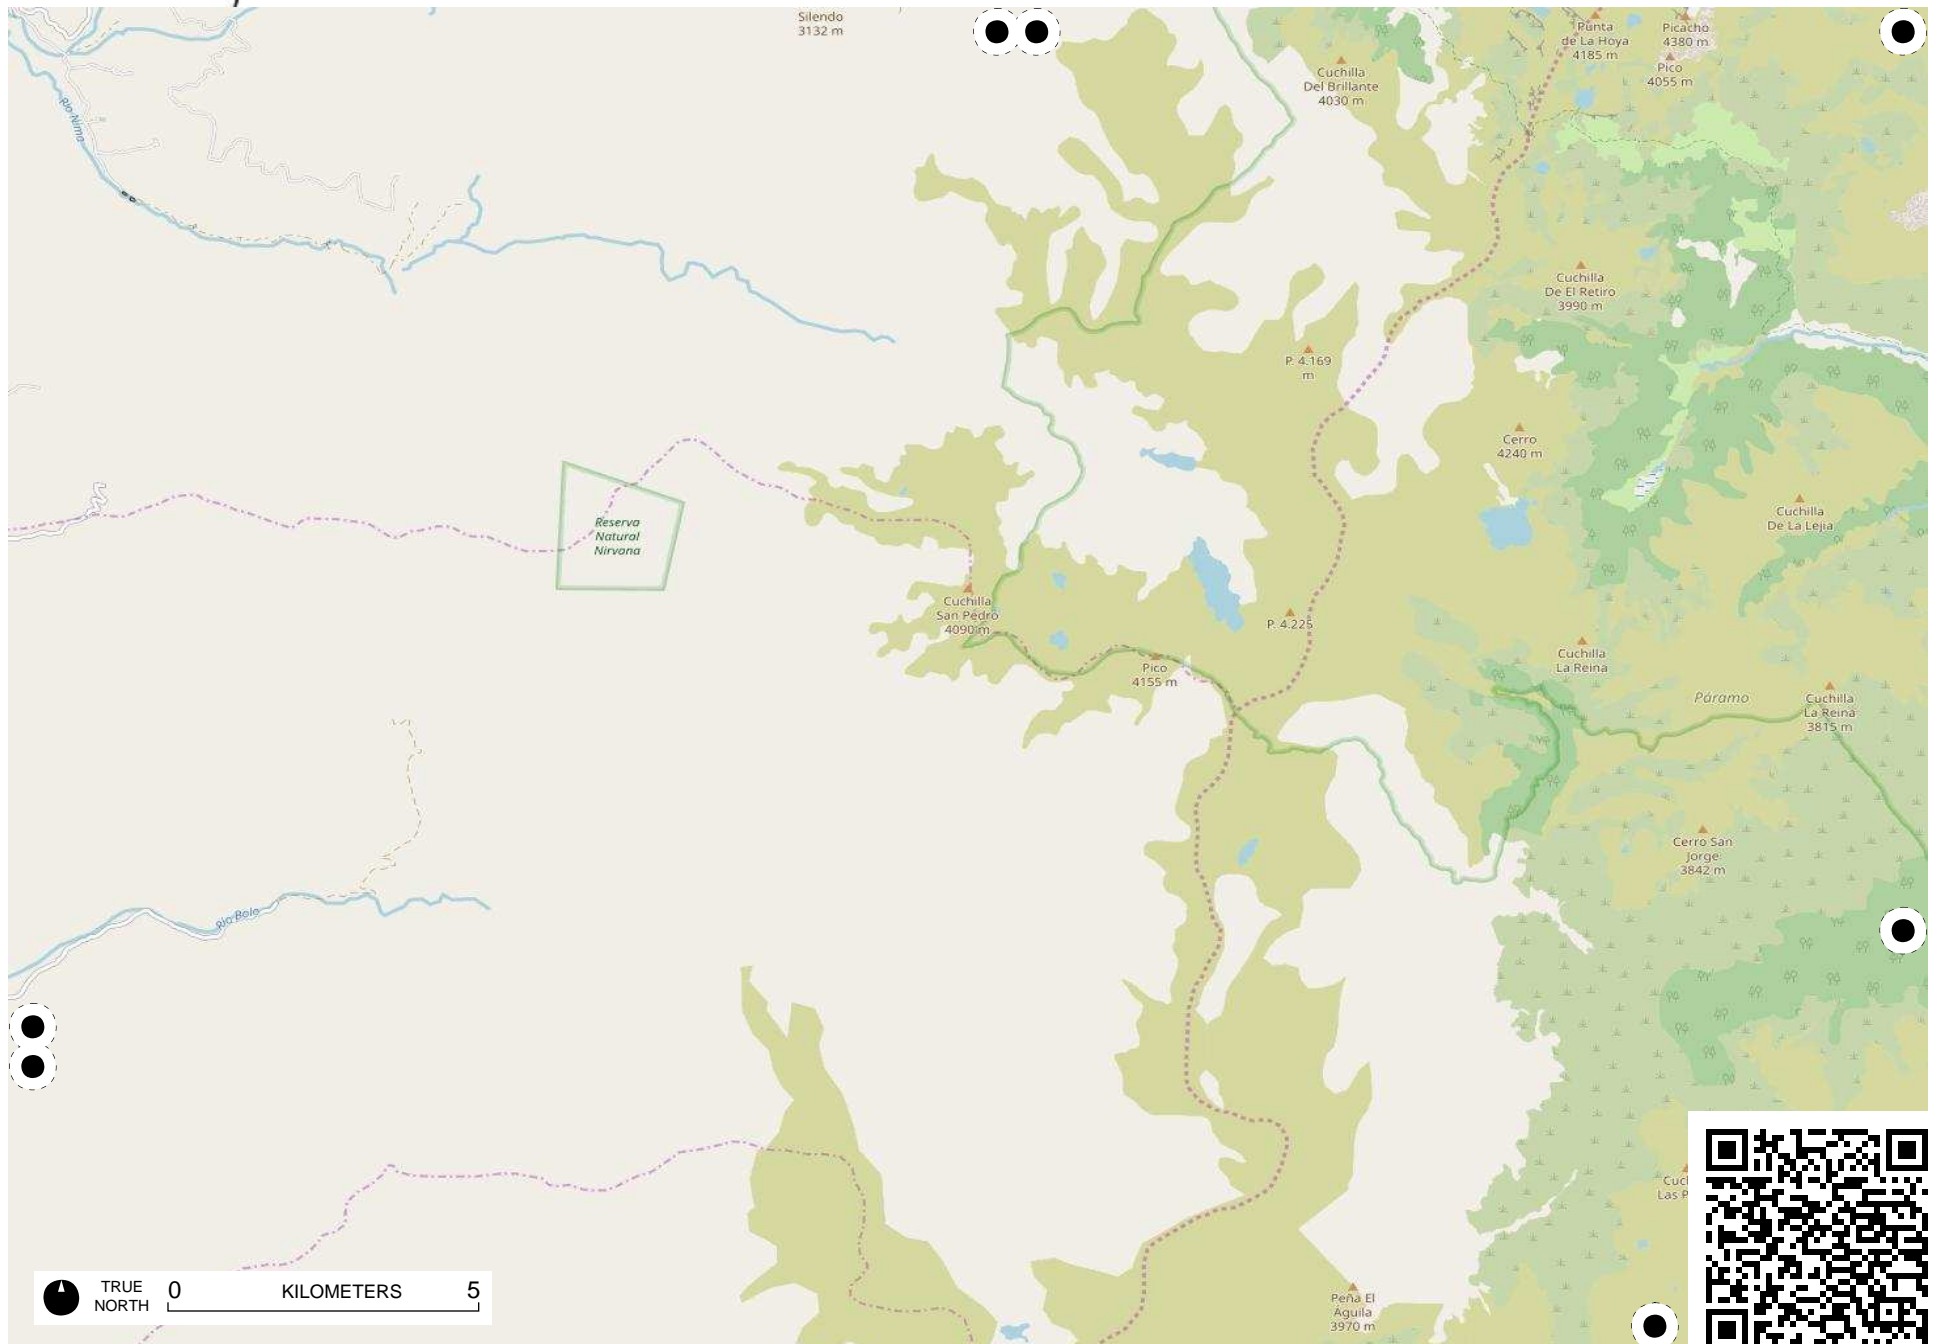 Silendo
3132 m
Punta
de La Hoya
4185 m
Picacho
4380 m
Pico
4055 m
Cuchilla
Del Brillante
4030 m
Río Nima
Cuchilla
De El Retiro
3990 m
P. 4.169
m
Cerro
4240 m
Cuchilla
De La Lejia
Reserva
Natural
Nirvana
Cuchilla
San Pedro
4090 m
P. 4.225
Cuchilla
La Reina
Pico
4155 m
Páramo
Cuchilla
La Reina
3815 m
Cerro San
Jorge
3842 m
Río Bolo
Las P
TRUE
NORTH
0 KILOMETERS 5
Peña El
Águila
3970 m